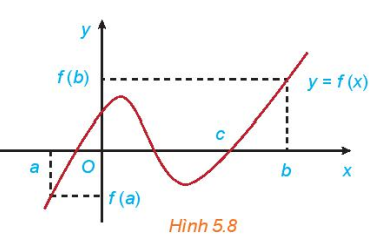 y
f(b)
y = f(x)
c
a
O
b
x
f(a)
Hình 5.8